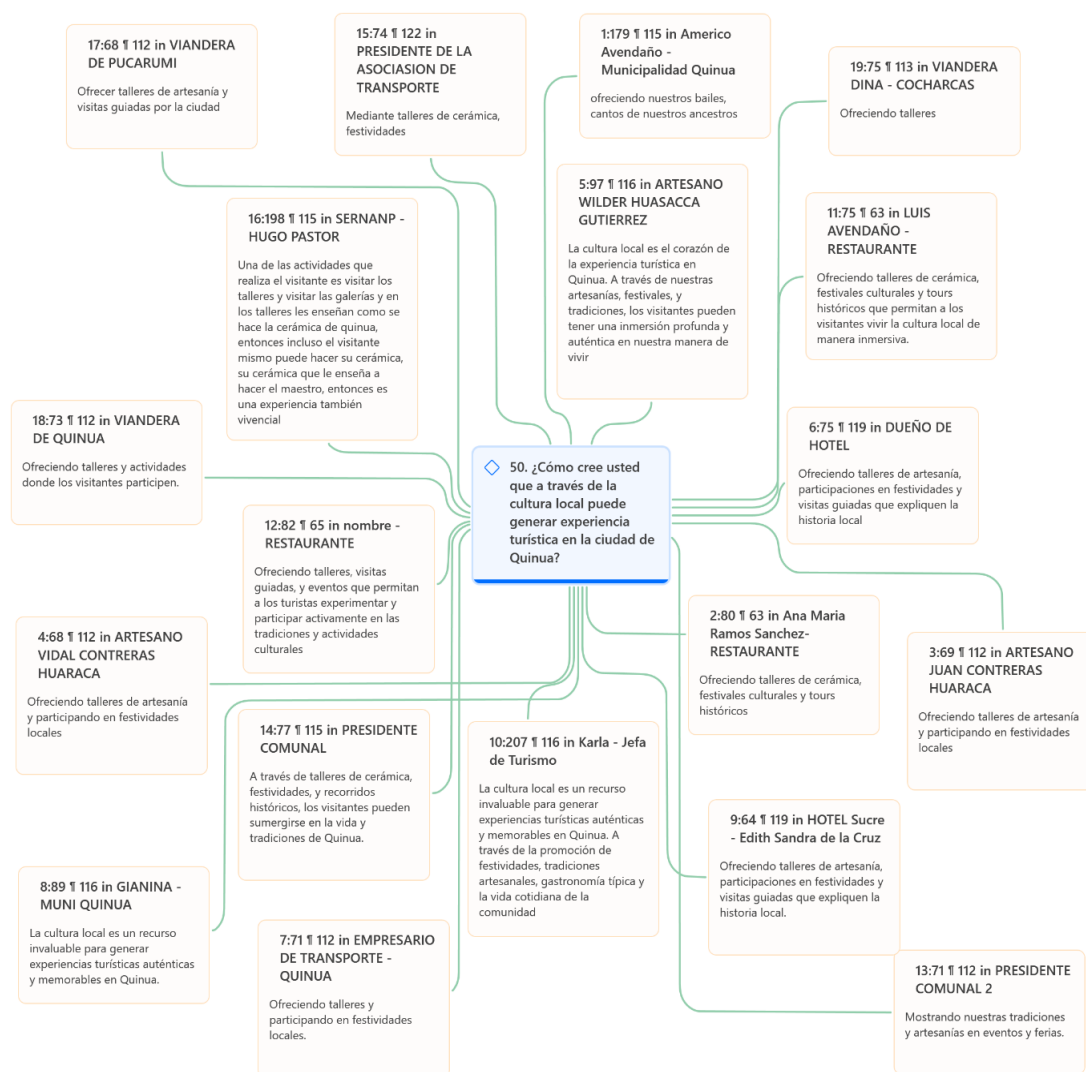 17:68 ¶ 112 in VIANDERA
DE PUCARUMI
Ofrecer talleres de artesanía y
visitas guiadas por la ciudad
15:74 ¶ 122 in
PRESIDENTE DE LA
ASOCIASION DE
TRANSPORTE
Mediante talleres de cerámica,
festividades
1:179 ¶ 115 in Americo
Avendaño -
Municipalidad Quinua
ofreciendo nuestros bailes,
cantos de nuestros ancestros
19:75 ¶ 113 in VIANDERA
DINA - COCHARCAS
Ofreciendo talleres
16:198 ¶ 115 in SERNANP -
HUGO PASTOR
Una de las actividades que
realiza el visitante es visitar los
talleres y visitar las galerías y en
los talleres les enseñan como se
hace la cerámica de quinua,
entonces incluso el visitante
mismo puede hacer su cerámica,
su cerámica que le enseña a
hacer el maestro, entonces es
una experiencia también
vivencial
5:97 ¶ 116 in ARTESANO
WILDER HUASACCA
GUTIERREZ
La cultura local es el corazón de
la experiencia turística en
Quinua. A través de nuestras
artesanías, festivales, y
tradiciones, los visitantes pueden
tener una inmersión profunda y
auténtica en nuestra manera de
vivir
11:75 ¶ 63 in LUIS
AVENDAÑO -
RESTAURANTE
Ofreciendo talleres de cerámica,
festivales culturales y tours
históricos que permitan a los
visitantes vivir la cultura local de
manera inmersiva.
18:73 ¶ 112 in VIANDERA
DE QUINUA
Ofreciendo talleres y actividades
donde los visitantes participen.
50. ¿Cómo cree usted
que a través de la
cultura local puede
generar experiencia
turística en la ciudad de
Quinua?
6:75 ¶ 119 in DUEÑO DE
HOTEL
Ofreciendo talleres de artesanía,
participaciones en festividades y
visitas guiadas que expliquen la
historia local
12:82 ¶ 65 in nombre -
RESTAURANTE
Ofreciendo talleres, visitas
guiadas, y eventos que permitan
a los turistas experimentar y
participar activamente en las
tradiciones y actividades
culturales
4:68 ¶ 112 in ARTESANO
VIDAL CONTRERAS
HUARACA
Ofreciendo talleres de artesanía
y participando en festividades
locales
2:80 ¶ 63 in Ana Maria
Ramos Sanchez-
RESTAURANTE
Ofreciendo talleres de cerámica,
festivales culturales y tours
históricos
3:69 ¶ 112 in ARTESANO
JUAN CONTRERAS
HUARACA
Ofreciendo talleres de artesanía
y participando en festividades
locales
14:77 ¶ 115 in PRESIDENTE
COMUNAL
A través de talleres de cerámica,
festividades, y recorridos
históricos, los visitantes pueden
sumergirse en la vida y
tradiciones de Quinua.
10:207 ¶ 116 in Karla - Jefa
de Turismo
La cultura local es un recurso
invaluable para generar
experiencias turísticas auténticas
y memorables en Quinua. A
través de la promoción de
festividades, tradiciones
artesanales, gastronomía típica y
la vida cotidiana de la
comunidad
9:64 ¶ 119 in HOTEL Sucre
- Edith Sandra de la Cruz
Ofreciendo talleres de artesanía,
participaciones en festividades y
visitas guiadas que expliquen la
historia local.
8:89 ¶ 116 in GIANINA -
MUNI QUINUA
La cultura local es un recurso
invaluable para generar
experiencias turísticas auténticas
y memorables en Quinua.
7:71 ¶ 112 in EMPRESARIO
DE TRANSPORTE -
QUINUA
Ofreciendo talleres y
participando en festividades
locales.
13:71 ¶ 112 in PRESIDENTE
COMUNAL 2
Mostrando nuestras tradiciones
y artesanías en eventos y ferias.